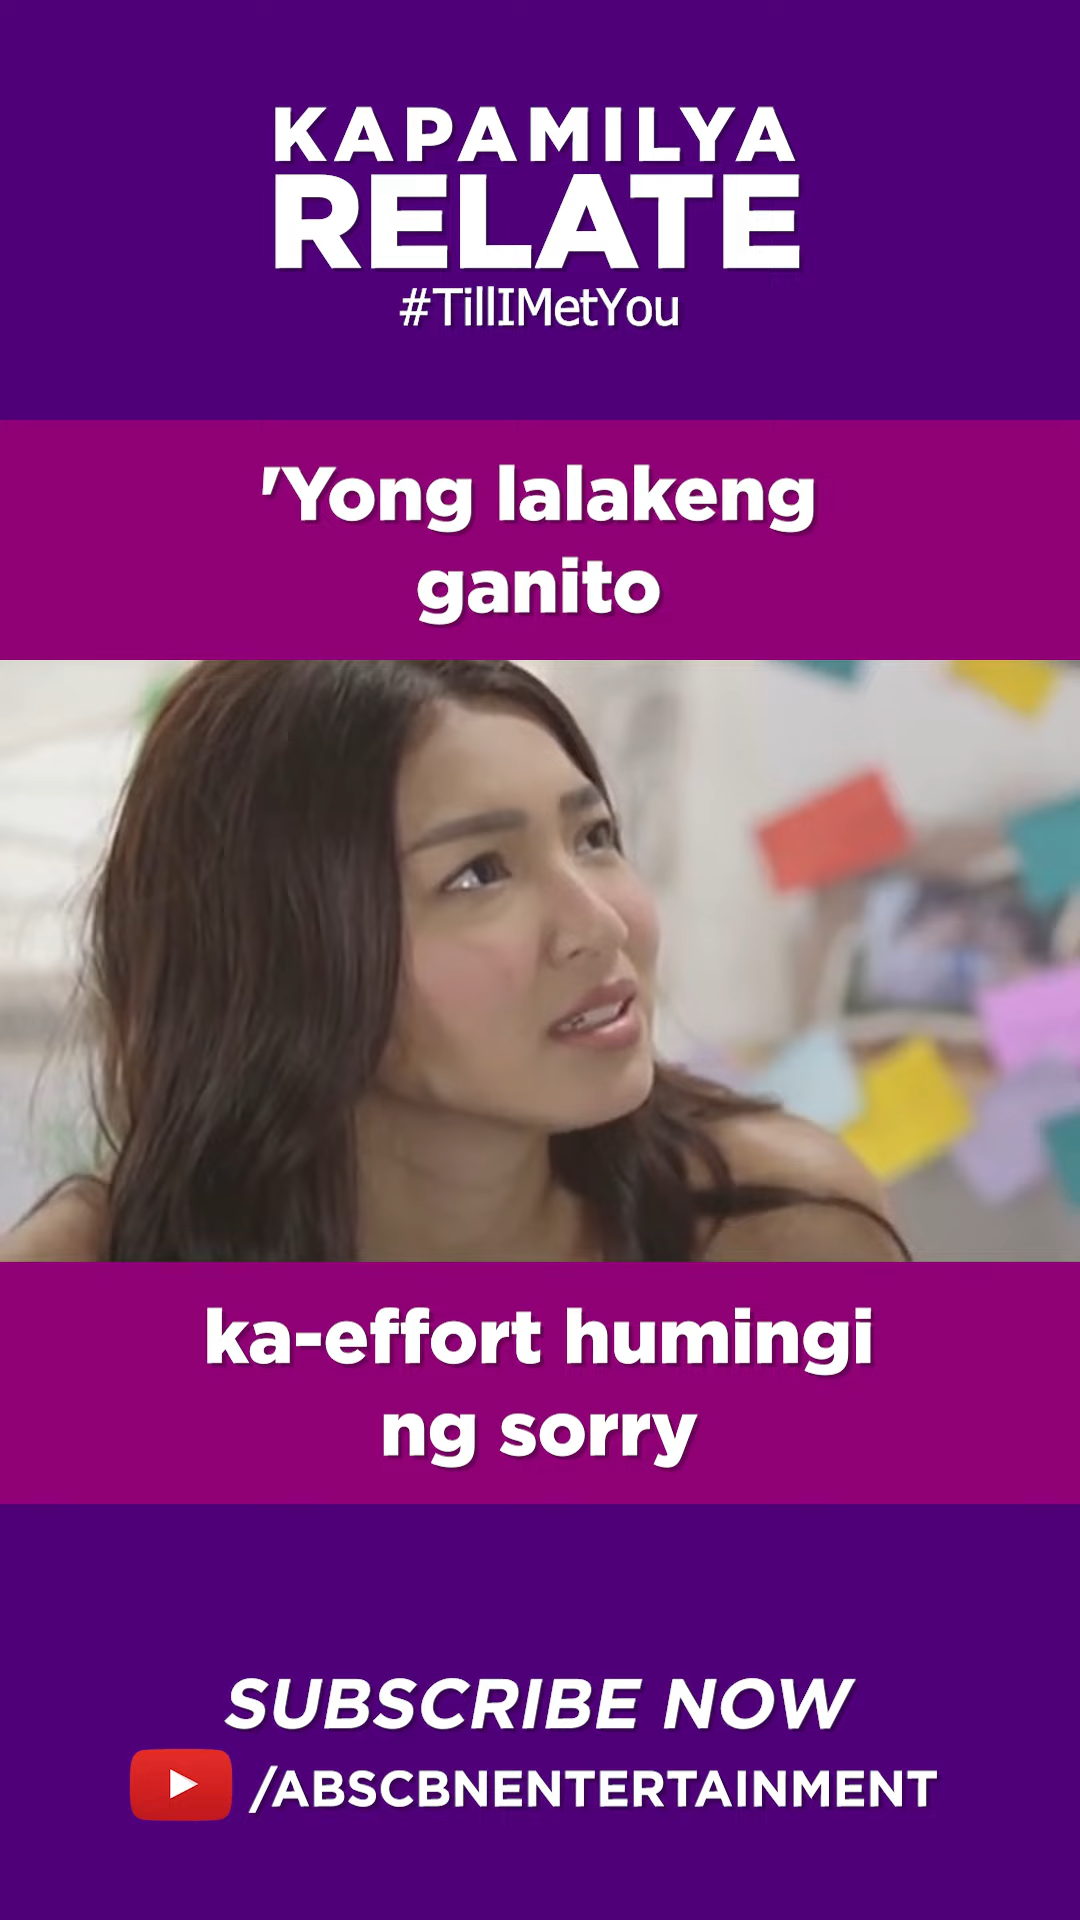 KAPAMILYA
RELATE
#TillIMetYou
'Yong lalakeng
ganito
ka-effort humingi
ng sorry
SUBSCRIBE NOW
/ABSCBNENTERTAINMENT